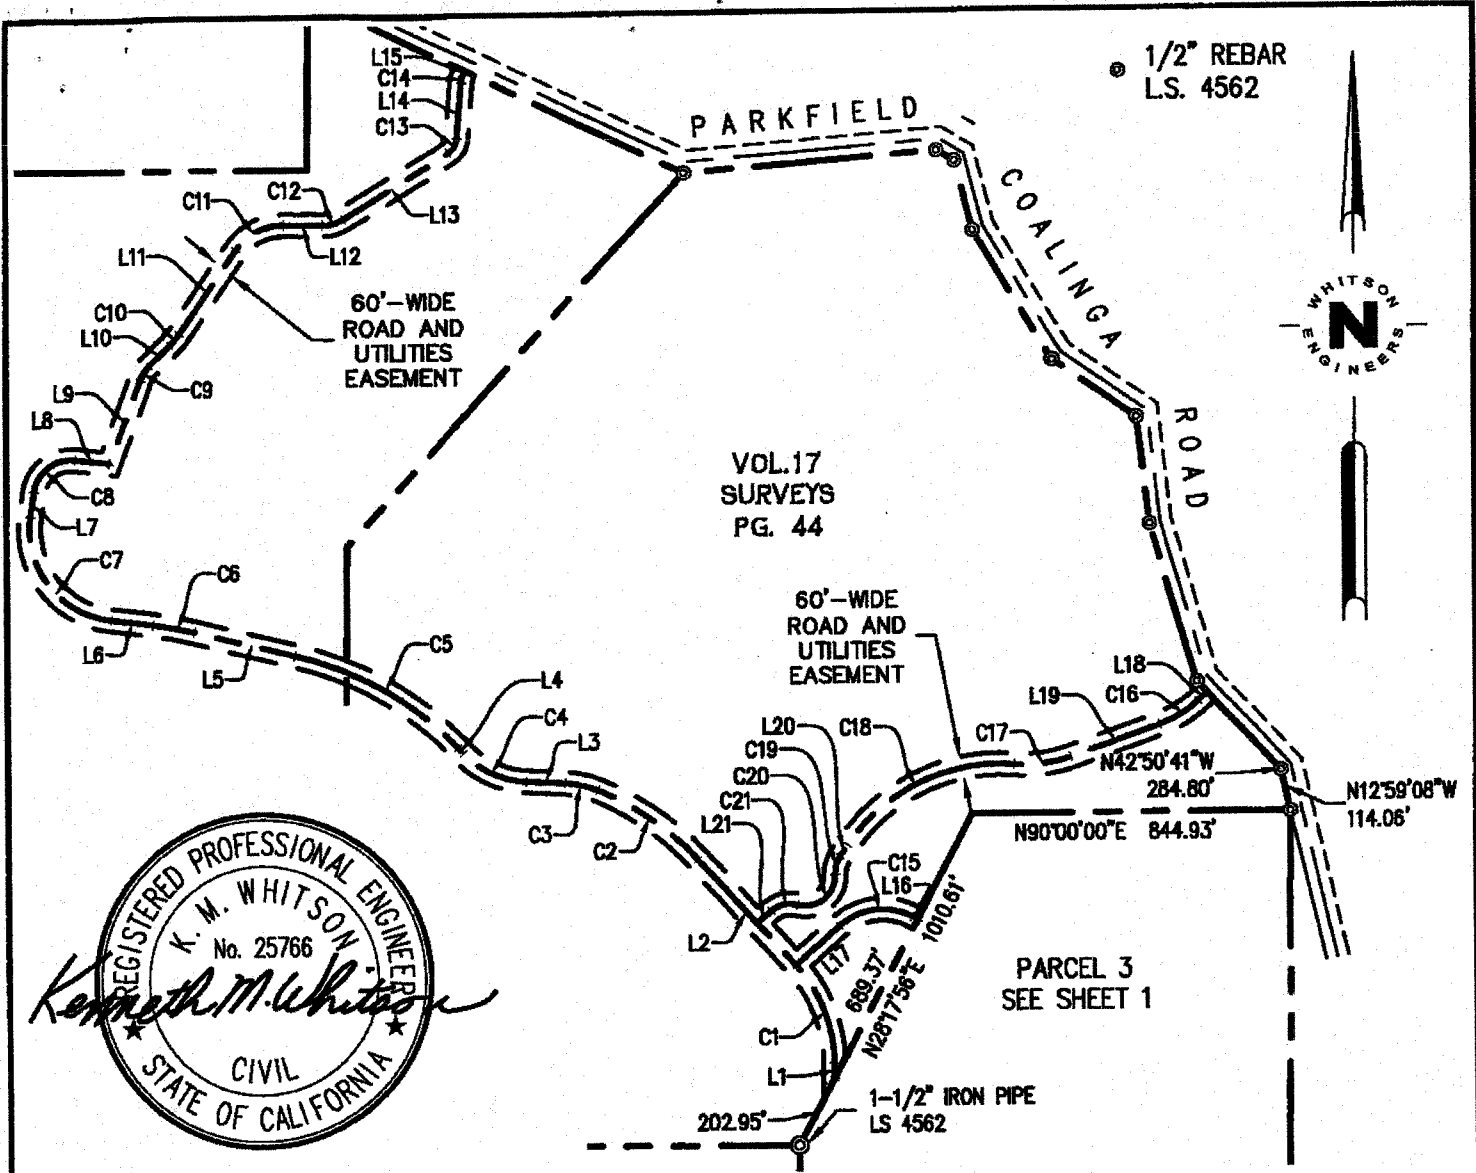 1/2" REBAR
L.S. 4562
PARKFIELD
COALINGA
ROAD
WHITSON
N
ENGINEERS
L15
C14
L14
C13
C12
L13
C11
L12
L11
60'-WIDE
ROAD AND
UTILITIES
EASEMENT
C10
L10
C9
L9
L8
C8
L7
C7
C6
L6
L5
C5
L4
C4
L3
C3
C2
VOL.17
SURVEYS
PG. 44
60'-WIDE
ROAD AND
UTILITIES
EASEMENT
L18
C16
L19
C17
C18
L20
C19
C20
C21
L21
N42°50'41"W
284.80'
N12°59'08"W
114.06'
N90°00'00"E 844.93'
C15
L16
L2
L17
1010.61'
689.37'
N28°17'56"E
PARCEL 3
SEE SHEET 1
C1
L1
1-1/2" IRON PIPE
LS 4562
202.95'
REGISTERED PROFESSIONAL ENGINEER
K. M. WHITSON
No. 25766
Kenneth M. Whitson
CIVIL
STATE OF CALIFORNIA